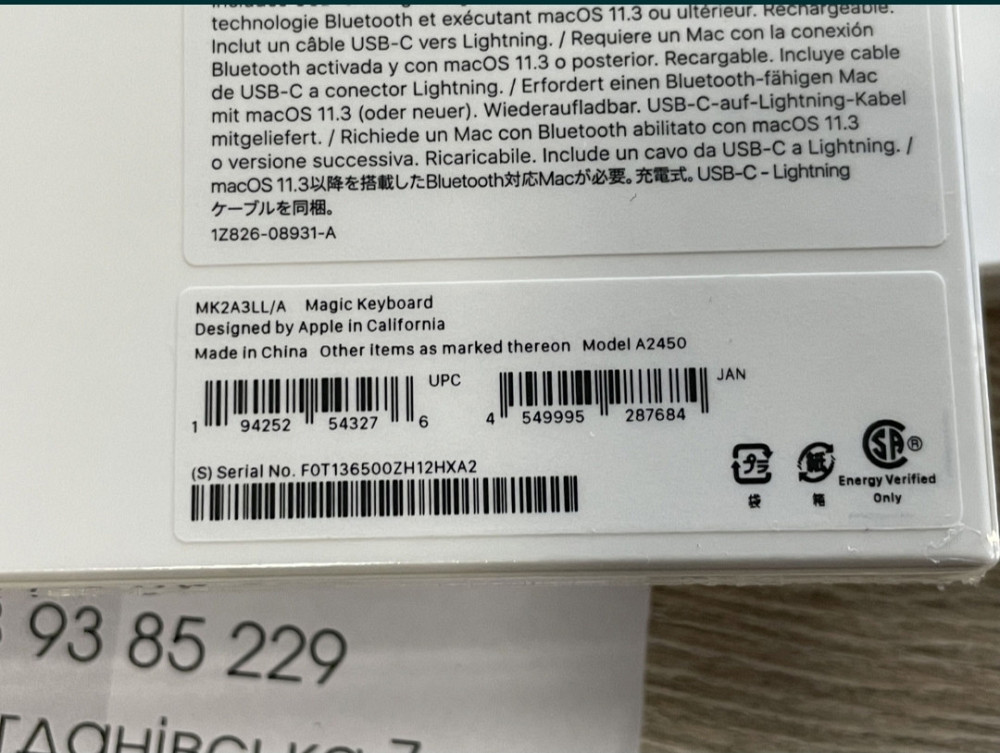 technologie Bluetooth et exécutant macOS 11.3 ou ultérieur. Rechargeable.
Inclut un câble USB-C vers Lightning. / Requiere un Mac con la conexión
Bluetooth activada y con macOS 11.3 o posterior. Recargable. Incluye cable
de USB-C a conector Lightning. / Erfordert einen Bluetooth-fähigen Mac
mit macOS 11.3 (oder neuer). Wiederaufladbar. USB-C-auf-Lightning-Kabel
mitgeliefert. / Richiede un Mac con Bluetooth abilitato con macOS 11.3
o versione successiva. Ricaricabile. Include un cavo da USB-C a Lightning. /
macOS 11.3以降を搭載したBluetooth対応Macが必要。充電式。USB-C – Lightning
ケーブルを同梱。
1Z826-08931-A
MK2A3LL/A Magic Keyboard
Designed by Apple in California
Made in China Other items as marked thereon Model A2450
UPC
1 94252 54327 6
JAN
4 549995 287684
(S) Serial No. F0T136500ZH12HXA2
プラ
袋
紙
箱
SA®
Energy Verified
Only
93 85 229